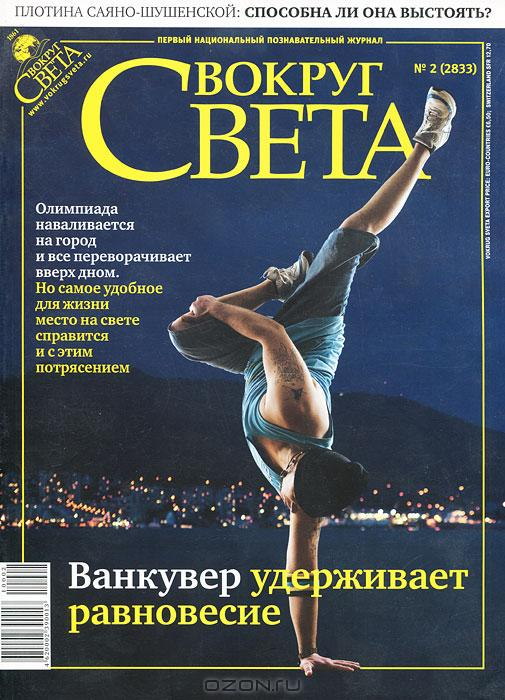 ПЛОТИНА САЯНО-ШУШЕНСКОЙ: СПОСОБНА ЛИ ОНА ВЫСТОЯТЬ?
1861
ВОКРУГ
СВЕТА
www.vokrugsveta.ru
ПЕРВЫЙ НАЦИОНАЛЬНЫЙ ПОЗНАВАТЕЛЬНЫЙ ЖУРНАЛ
№ 2 (2833)
ВОКРУГ
СВЕТА
VOKRUG SVETA EXPORT PRICE: EURO-COUNTRIES €6,50; SWITZERLAND SFR 12,70
Олимпиада
наваливается
на город
и все переворачивает
вверх дном.
Но самое удобное
для жизни
место на свете
справится
и с этим
потрясением
Ванкувер удерживает
равновесие
10002
4620002390013
OZON.ru